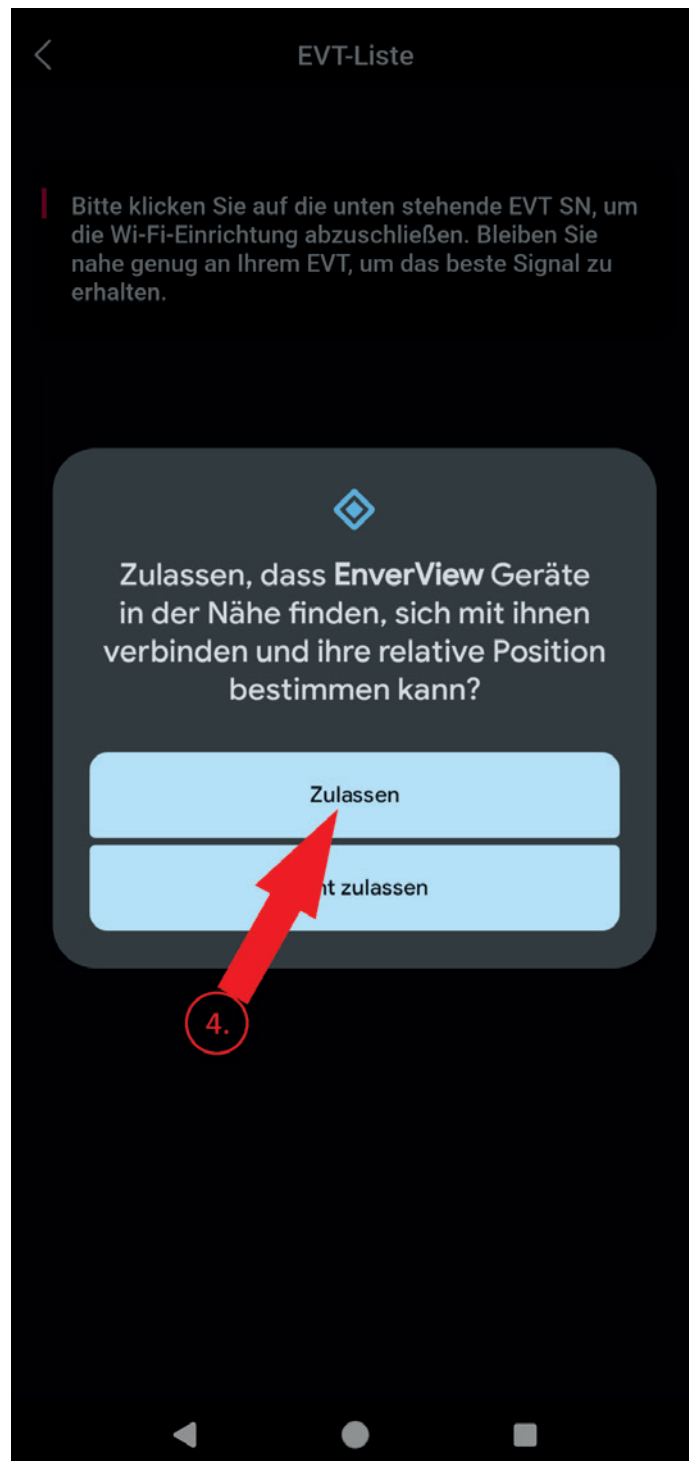 EVT-Liste
Bitte klicken Sie auf die unten stehende EVT SN, um
die Wi-Fi-Einrichtung abzuschließen. Bleiben Sie
nahe genug an Ihrem EVT, um das beste Signal zu
erhalten.
Zulassen, dass EnverView Geräte
in der Nähe finden, sich mit ihnen
verbinden und ihre relative Position
bestimmen kann?
Zulassen
zulassen
4.